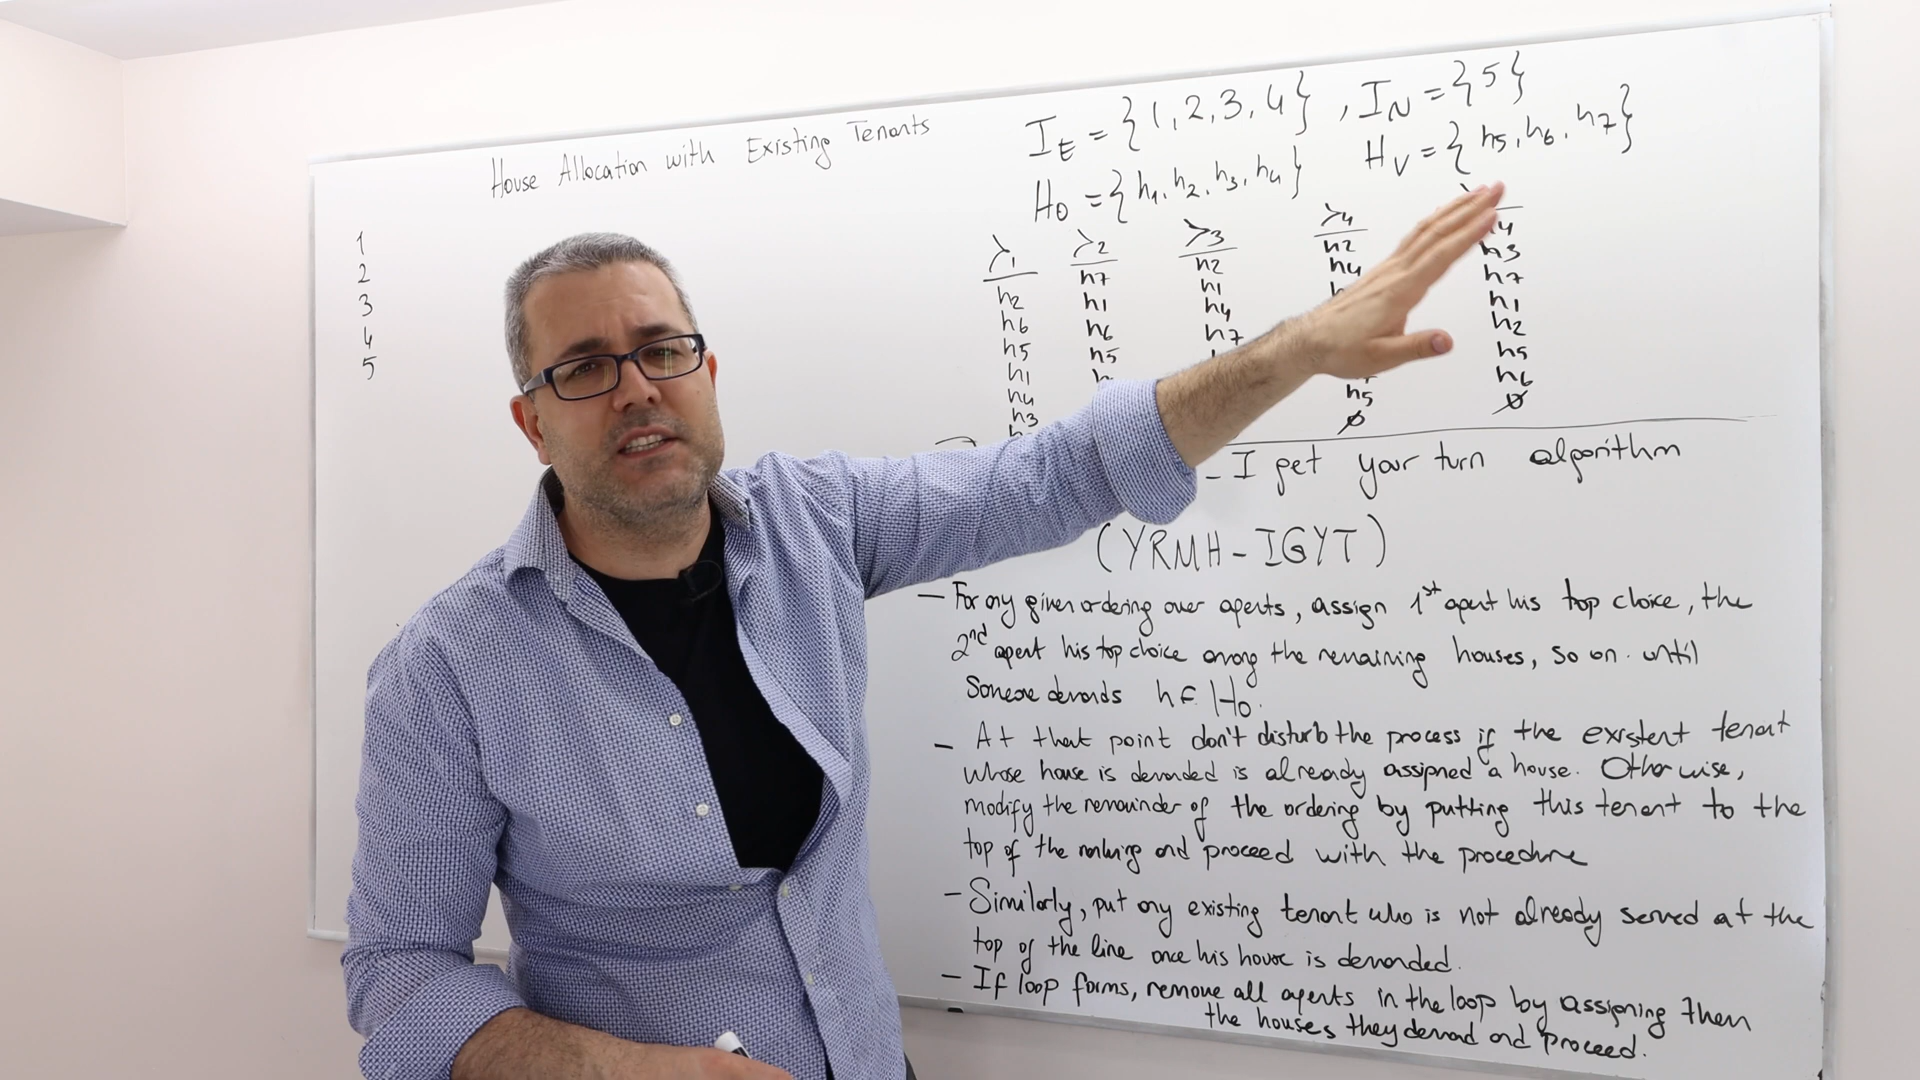 House Allocation with Existing Tenants
I_E = {1, 2, 3, 4} , I_N = {5}
H_O = {h1, h2, h3, h4} H_V = {h5, h6, h7}
1
2
3
4
5
≻1
h2
h6
h5
h1
h4
h3
≻2
h7
h1
h6
h5
≻3
h2
h1
h4
h7
≻4
h2
h4
h5
∅
h4
h3
h7
h1
h2
h5
h6
∅
- I get your turn algorithm
(YRMH - IGYT)
- For any given ordering over agents, assign 1st agent his top choice, the
2nd agent his top choice among the remaining houses, so on until
Someone demands h ∈ H_O.
- At that point don't disturb the process if the existent tenant
whose house is demanded is already assigned a house. Otherwise,
modify the remainder of the ordering by putting this tenant to the
top of the ranking and proceed with the procedure
- Similarly, put any existing tenant who is not already served at the
top of the line once his house is demanded.
- If loop forms, remove all agents in the loop by assigning them
the houses they demand and proceed.